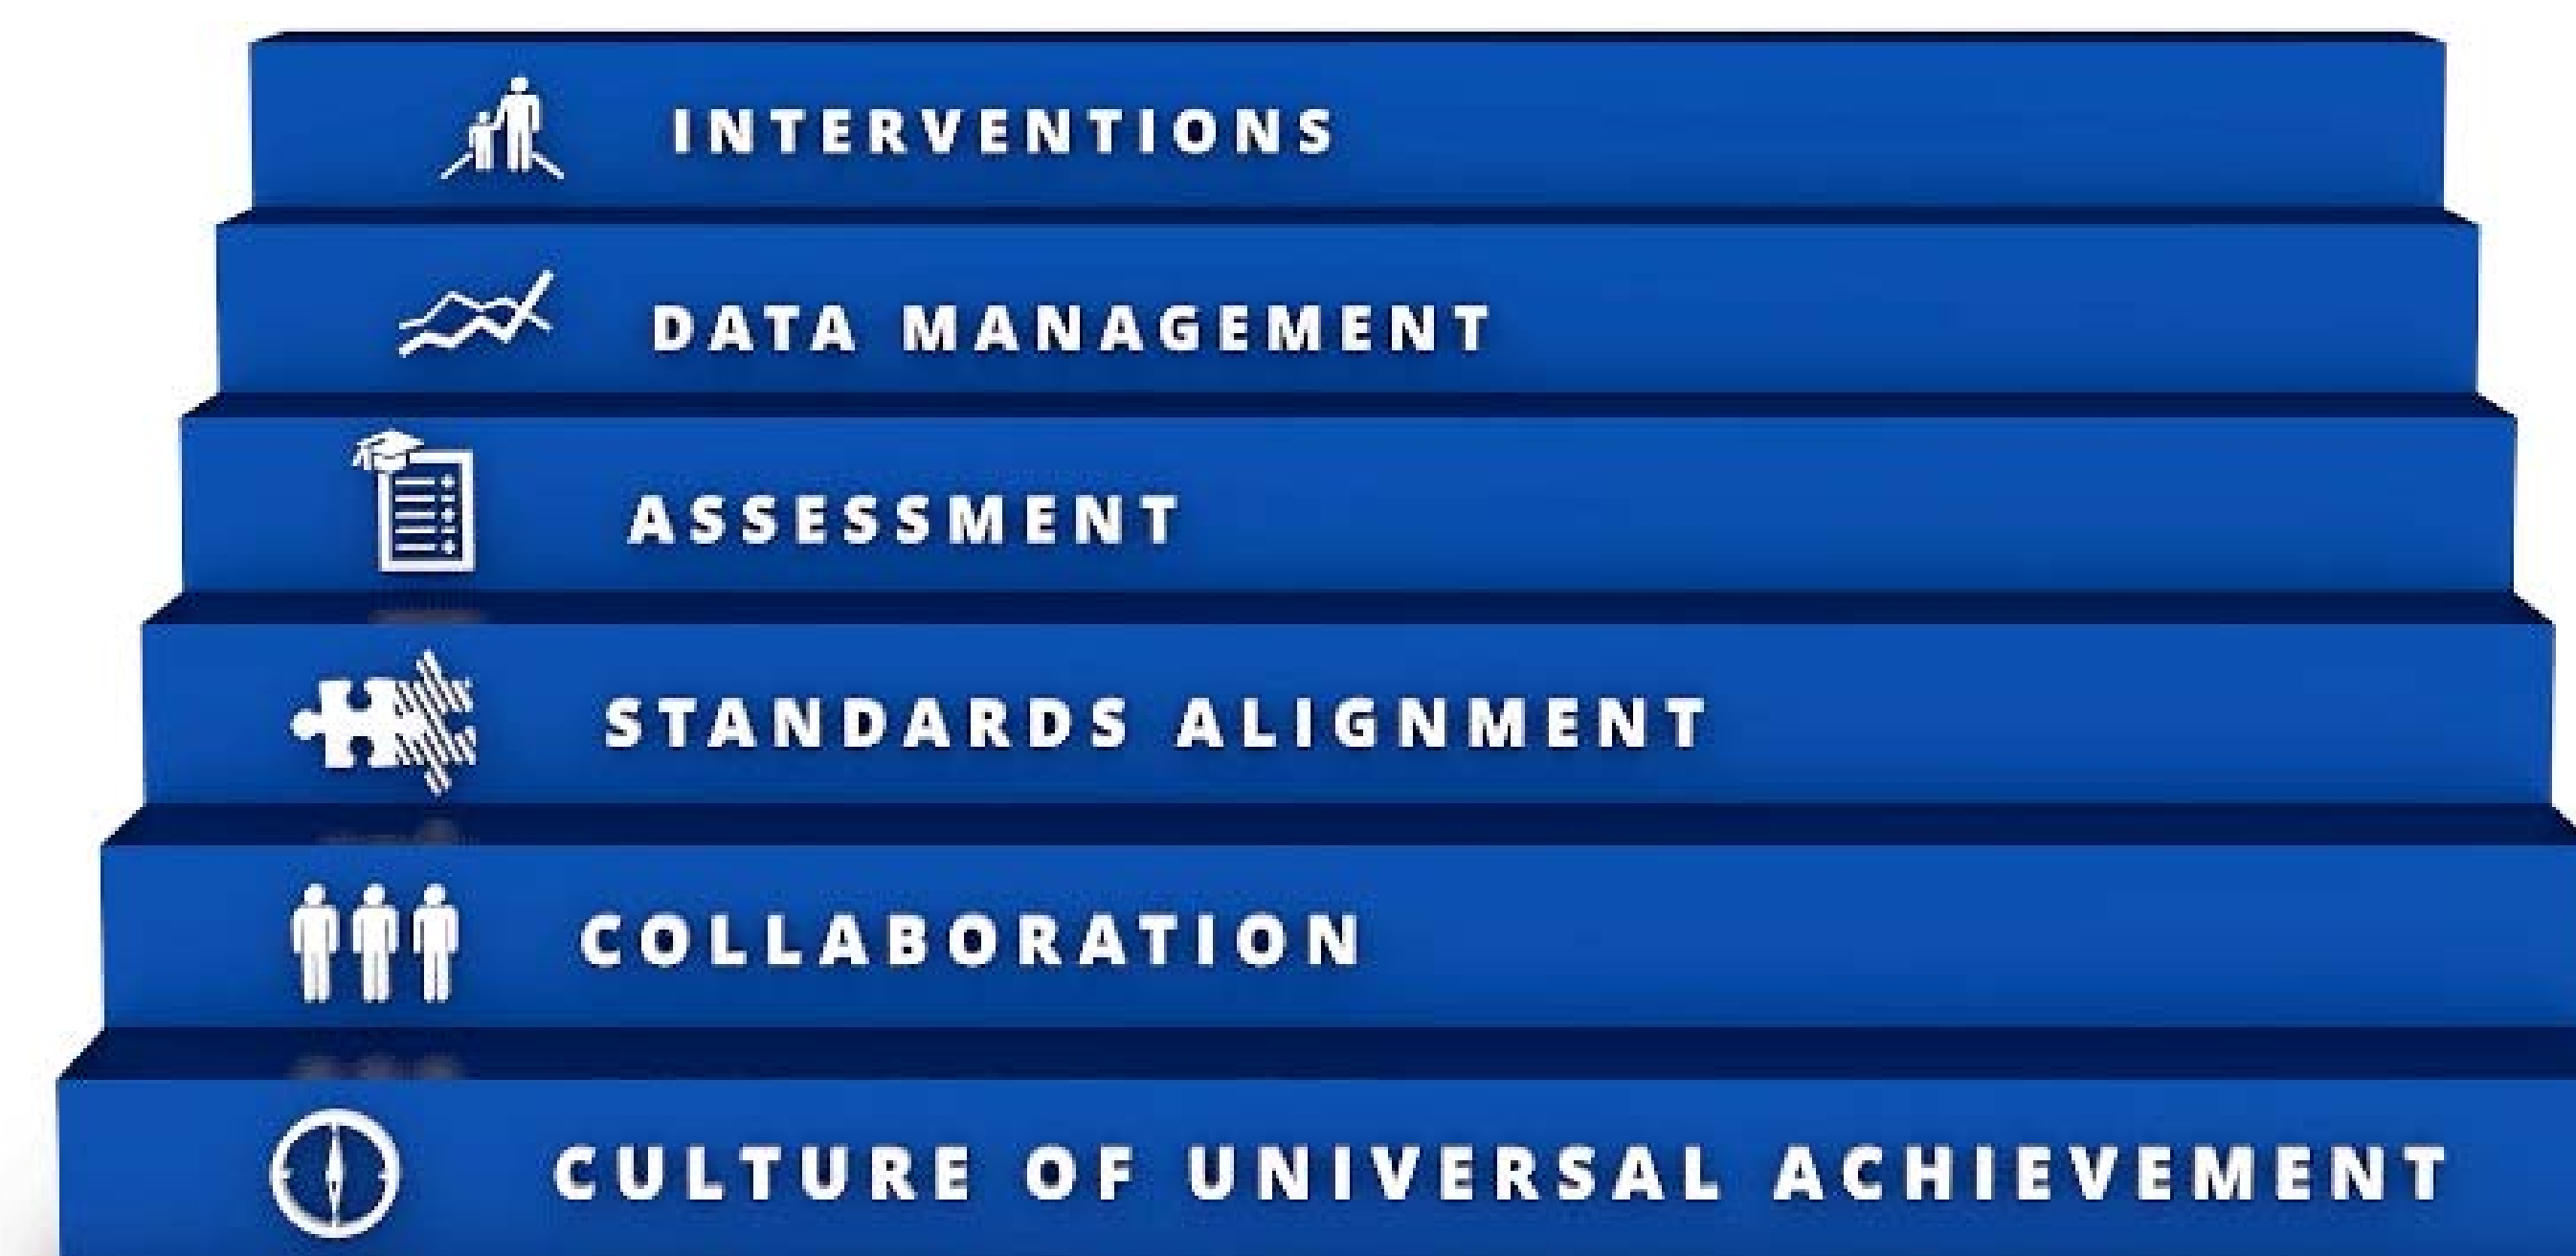 INTERVENTIONS
DATA MANAGEMENT
ASSESSMENT
STANDARDS ALIGNMENT
COLLABORATION
CULTURE OF UNIVERSAL ACHIEVEMENT